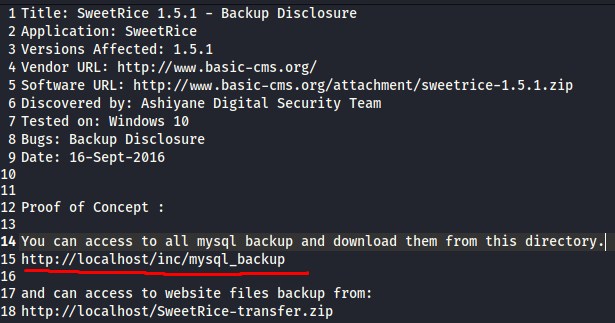 1 Title: SweetRice 1.5.1 - Backup Disclosure
2 Application: SweetRice
3 Versions Affected: 1.5.1
4 Vendor URL: http://www.basic-cms.org/
5 Software URL: http://www.basic-cms.org/attachment/sweetrice-1.5.1.zip
6 Discovered by: Ashiyane Digital Security Team
7 Tested on: Windows 10
8 Bugs: Backup Disclosure
9 Date: 16-Sept-2016
10
11
12 Proof of Concept :
13
14 You can access to all mysql backup and download them from this directory.
15 http://localhost/inc/mysql_backup
16
17 and can access to website files backup from:
18 http://localhost/SweetRice-transfer.zip